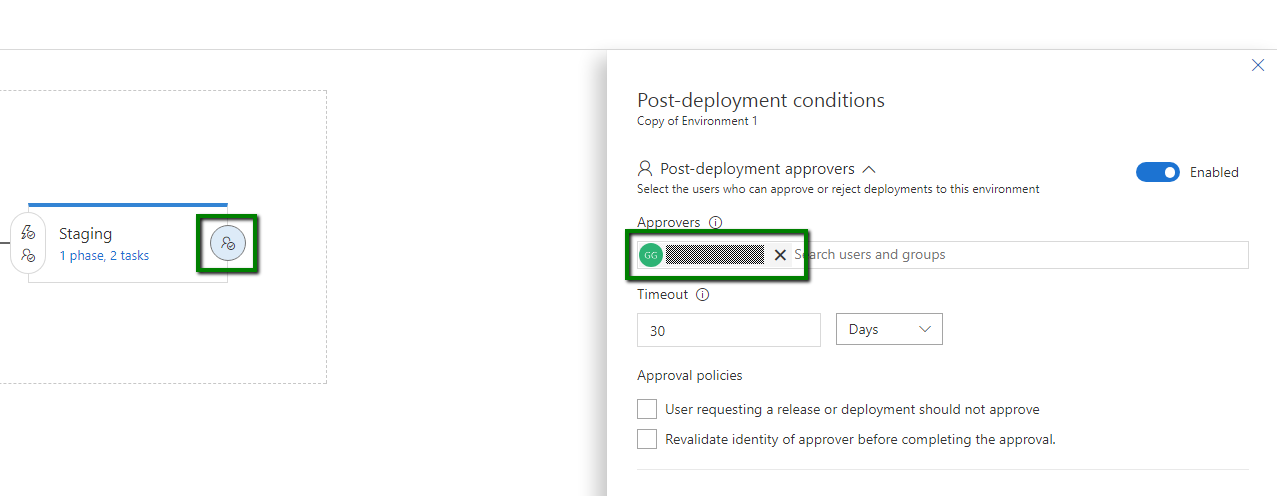 Post-deployment conditions
Copy of Environment 1
Post-deployment approvers
Enabled
Select the users who can approve or reject deployments to this environment
Staging
1 phase, 2 tasks
Approvers
GG
Search users and groups
Timeout
30
Days
Approval policies
User requesting a release or deployment should not approve
Revalidate identity of approver before completing the approval.